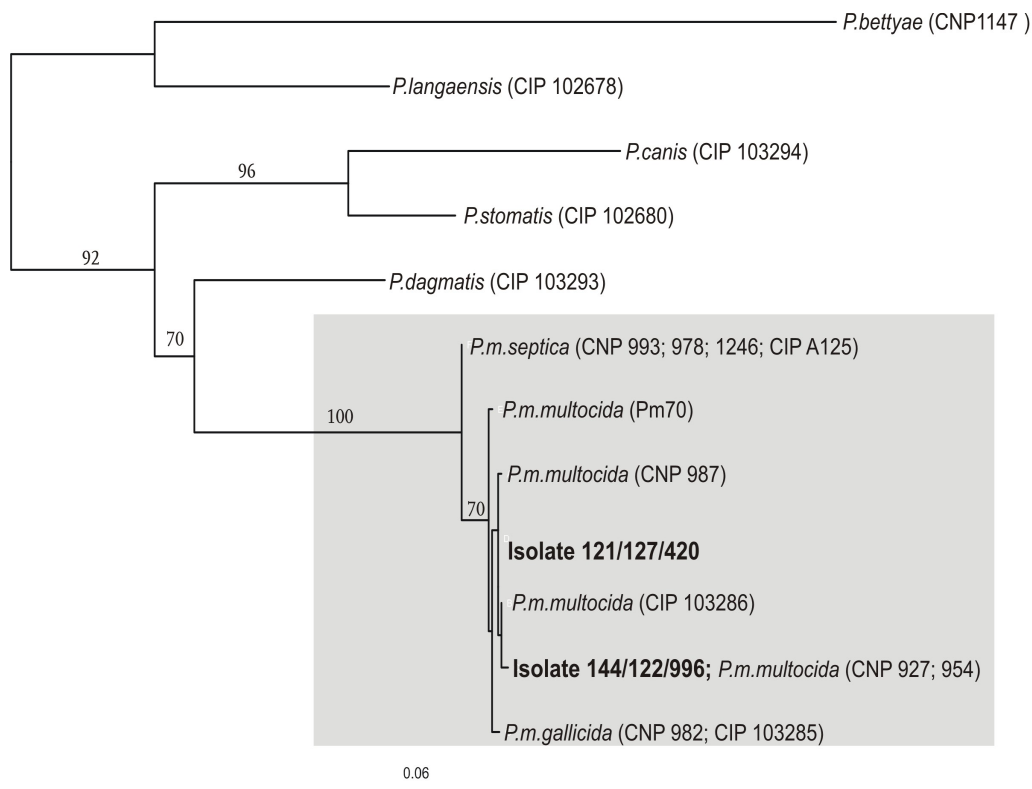 P.bettyae (CNP1147 )
P.langaensis (CIP 102678)
P.canis (CIP 103294)
96
P.stomatis (CIP 102680)
92
P.dagmatis (CIP 103293)
70
P.m.septica (CNP 993; 978; 1246; CIP A125)
P.m.multocida (Pm70)
100
P.m.multocida (CNP 987)
70
Isolate 121/127/420
P.m.multocida (CIP 103286)
Isolate 144/122/996; P.m.multocida (CNP 927; 954)
P.m.gallicida (CNP 982; CIP 103285)
0.06